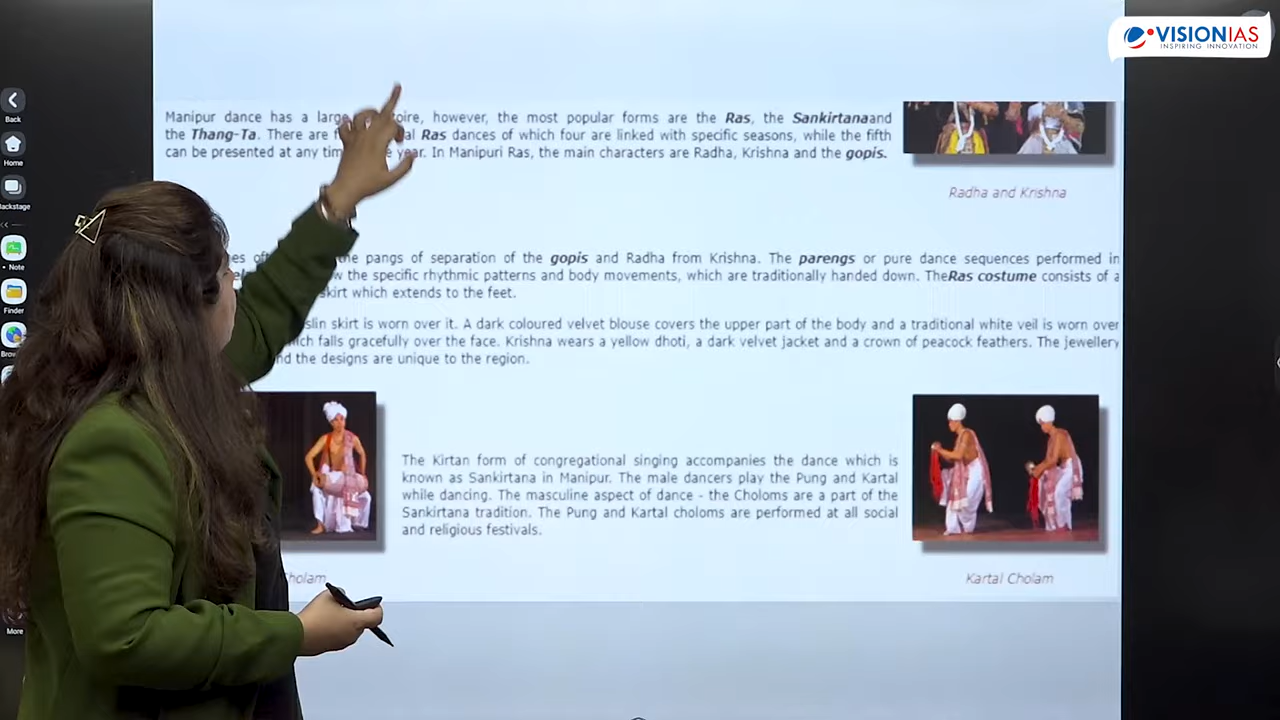 VISIONIAS
INSPIRING INNOVATION
Back
Home
Backstage
Note
Finder
More
Manipur dance has a large however, the most popular forms are the Ras, the Sankirtanaand
the Thang-Ta. There are Ras dances of which four are linked with specific seasons, while the fifth
can be presented at any year. In Manipuri Ras, the main characters are Radha, Krishna and the gopis.
Radha and Krishna
the pangs of separation of the gopis and Radha from Krishna. The parengs or pure dance sequences performed in
the specific rhythmic patterns and body movements, which are traditionally handed down. TheRas costume consists of a
skirt which extends to the feet.
skirt is worn over it. A dark coloured velvet blouse covers the upper part of the body and a traditional white veil is worn over
falls gracefully over the face. Krishna wears a yellow dhoti, a dark velvet jacket and a crown of peacock feathers. The jewellery
the designs are unique to the region.
The Kirtan form of congregational singing accompanies the dance which is
known as Sankirtana in Manipur. The male dancers play the Pung and Kartal
while dancing. The masculine aspect of dance - the Choloms are a part of the
Sankirtana tradition. The Pung and Kartal choloms are performed at all social
and religious festivals.
Cholam
Kartal Cholam